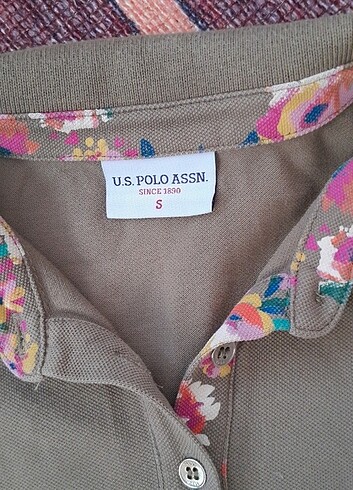 U.S. POLO ASSN.
SINCE 1890
S